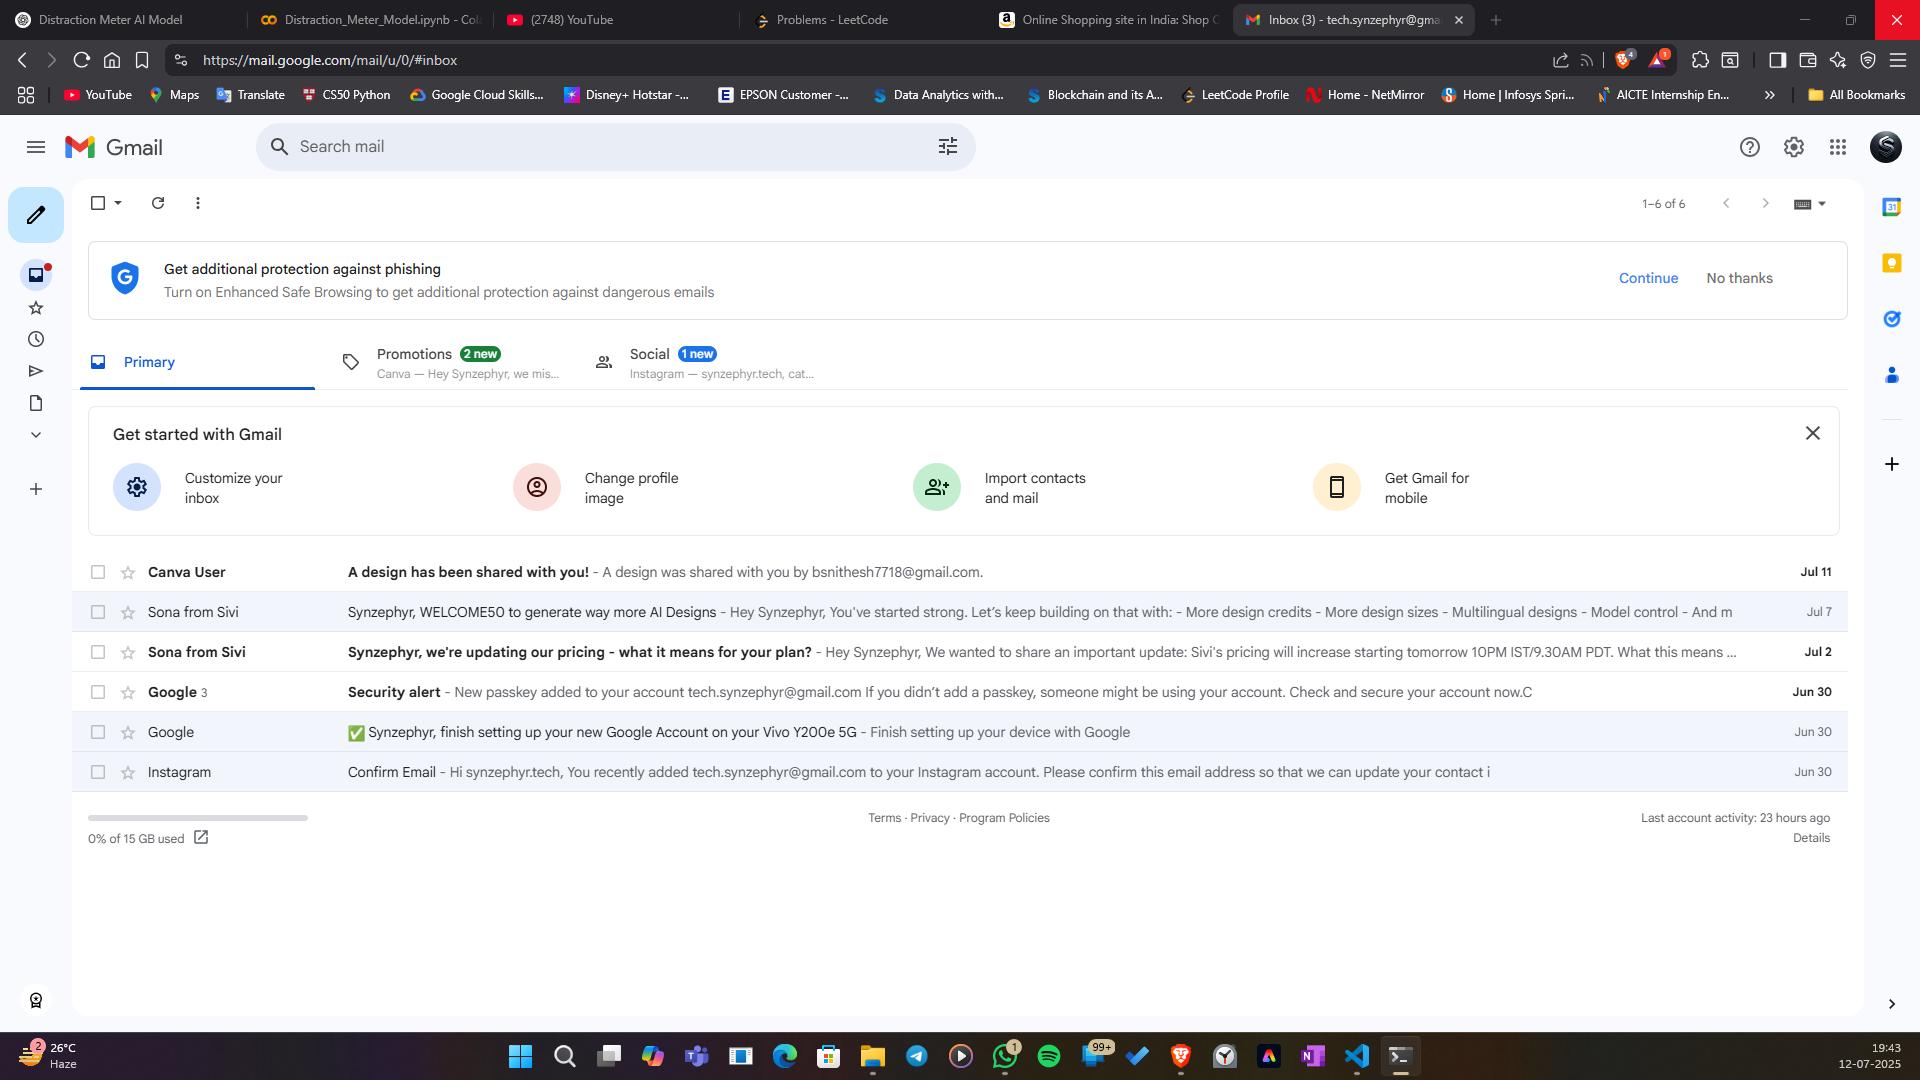 Distraction Meter AI Model
Distraction_Meter_Model.ipynb - Col
(2748) YouTube
Problems - LeetCode
Online Shopping site in India: Shop O
Inbox (3) - tech.synzephyr@gma
https://mail.google.com/mail/u/0/#inbox
4
1
YouTube
Maps
Translate
CS50 Python
Google Cloud Skills...
Disney+ Hotstar -...
EPSON Customer -...
Data Analytics with...
Blockchain and its A...
LeetCode Profile
Home - NetMirror
Home | Infosys Spri...
AICTE Internship En...
All Bookmarks
Gmail
Search mail
1–6 of 6
Get additional protection against phishing
Turn on Enhanced Safe Browsing to get additional protection against dangerous emails
Continue
No thanks
Primary
Promotions 2 new
Canva — Hey Synzephyr, we mis...
Social 1 new
Instagram — synzephyr.tech, cat...
Get started with Gmail
Customize your
inbox
Change profile
image
Import contacts
and mail
Get Gmail for
mobile
Canva User A design has been shared with you! - A design was shared with you by bsnithesh7718@gmail.com. Jul 11
Sona from Sivi Synzephyr, WELCOME50 to generate way more AI Designs - Hey Synzephyr, You've started strong. Let's keep building on that with: - More design credits - More design sizes - Multilingual designs - Model control - And m Jul 7
Sona from Sivi Synzephyr, we're updating our pricing - what it means for your plan? - Hey Synzephyr, We wanted to share an important update: Sivi's pricing will increase starting tomorrow 10PM IST/9.30AM PDT. What this means ... Jul 2
Google 3 Security alert - New passkey added to your account tech.synzephyr@gmail.com If you didn't add a passkey, someone might be using your account. Check and secure your account now.C Jun 30
Google ✅ Synzephyr, finish setting up your new Google Account on your Vivo Y200e 5G - Finish setting up your device with Google Jun 30
Instagram Confirm Email - Hi synzephyr.tech, You recently added tech.synzephyr@gmail.com to your Instagram account. Please confirm this email address so that we can update your contact i Jun 30
0% of 15 GB used
Terms · Privacy · Program Policies
Last account activity: 23 hours ago
Details
31
2
26°C
Haze
1
99+
19:43
12-07-2025